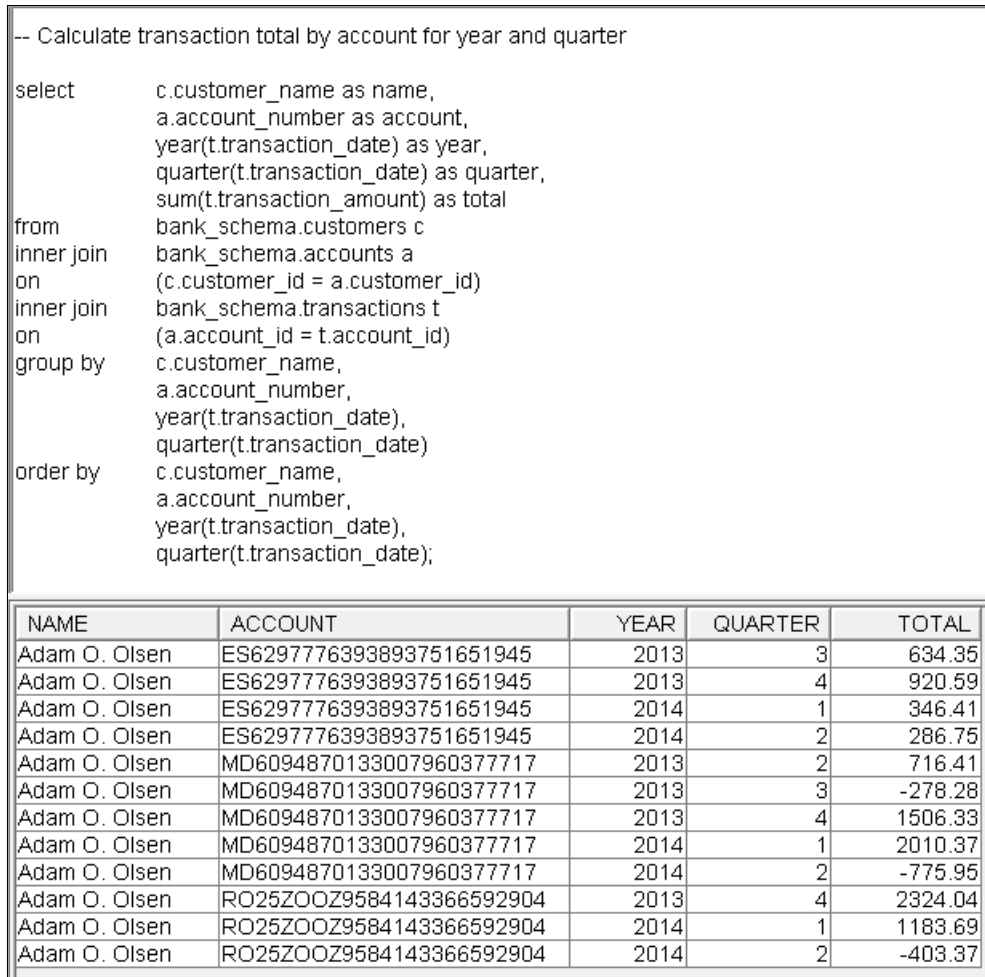 -- Calculate transaction total by account for year and quarter
select c.customer_name as name,
a.account_number as account,
year(t.transaction_date) as year,
quarter(t.transaction_date) as quarter,
sum(t.transaction_amount) as total
from bank_schema.customers c
inner join bank_schema.accounts a
on (c.customer_id = a.customer_id)
inner join bank_schema.transactions t
on (a.account_id = t.account_id)
group by c.customer_name,
a.account_number,
year(t.transaction_date),
quarter(t.transaction_date)
order by c.customer_name,
a.account_number,
year(t.transaction_date),
quarter(t.transaction_date);
NAME ACCOUNT YEAR QUARTER TOTAL
Adam O. Olsen ES6297776393893751651945 2013 3 634.35
Adam O. Olsen ES6297776393893751651945 2013 4 920.59
Adam O. Olsen ES6297776393893751651945 2014 1 346.41
Adam O. Olsen ES6297776393893751651945 2014 2 286.75
Adam O. Olsen MD6094870133007960377717 2013 2 716.41
Adam O. Olsen MD6094870133007960377717 2013 3 -278.28
Adam O. Olsen MD6094870133007960377717 2013 4 1506.33
Adam O. Olsen MD6094870133007960377717 2014 1 2010.37
Adam O. Olsen MD6094870133007960377717 2014 2 -775.95
Adam O. Olsen RO25ZOOZ9584143366592904 2013 4 2324.04
Adam O. Olsen RO25ZOOZ9584143366592904 2014 1 1183.69
Adam O. Olsen RO25ZOOZ9584143366592904 2014 2 -403.37